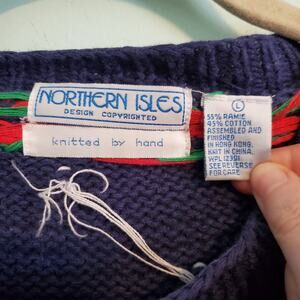 NORTHERN ISLES
DESIGN COPYRIGHTED
knitted by hand
L
55% RAMIE
45% COTTON
ASSEMBLED AND
FINISHED
IN HONG KONG.
KNIT IN CHINA.
WPL 12391
SEE REVERSE
FOR CARE